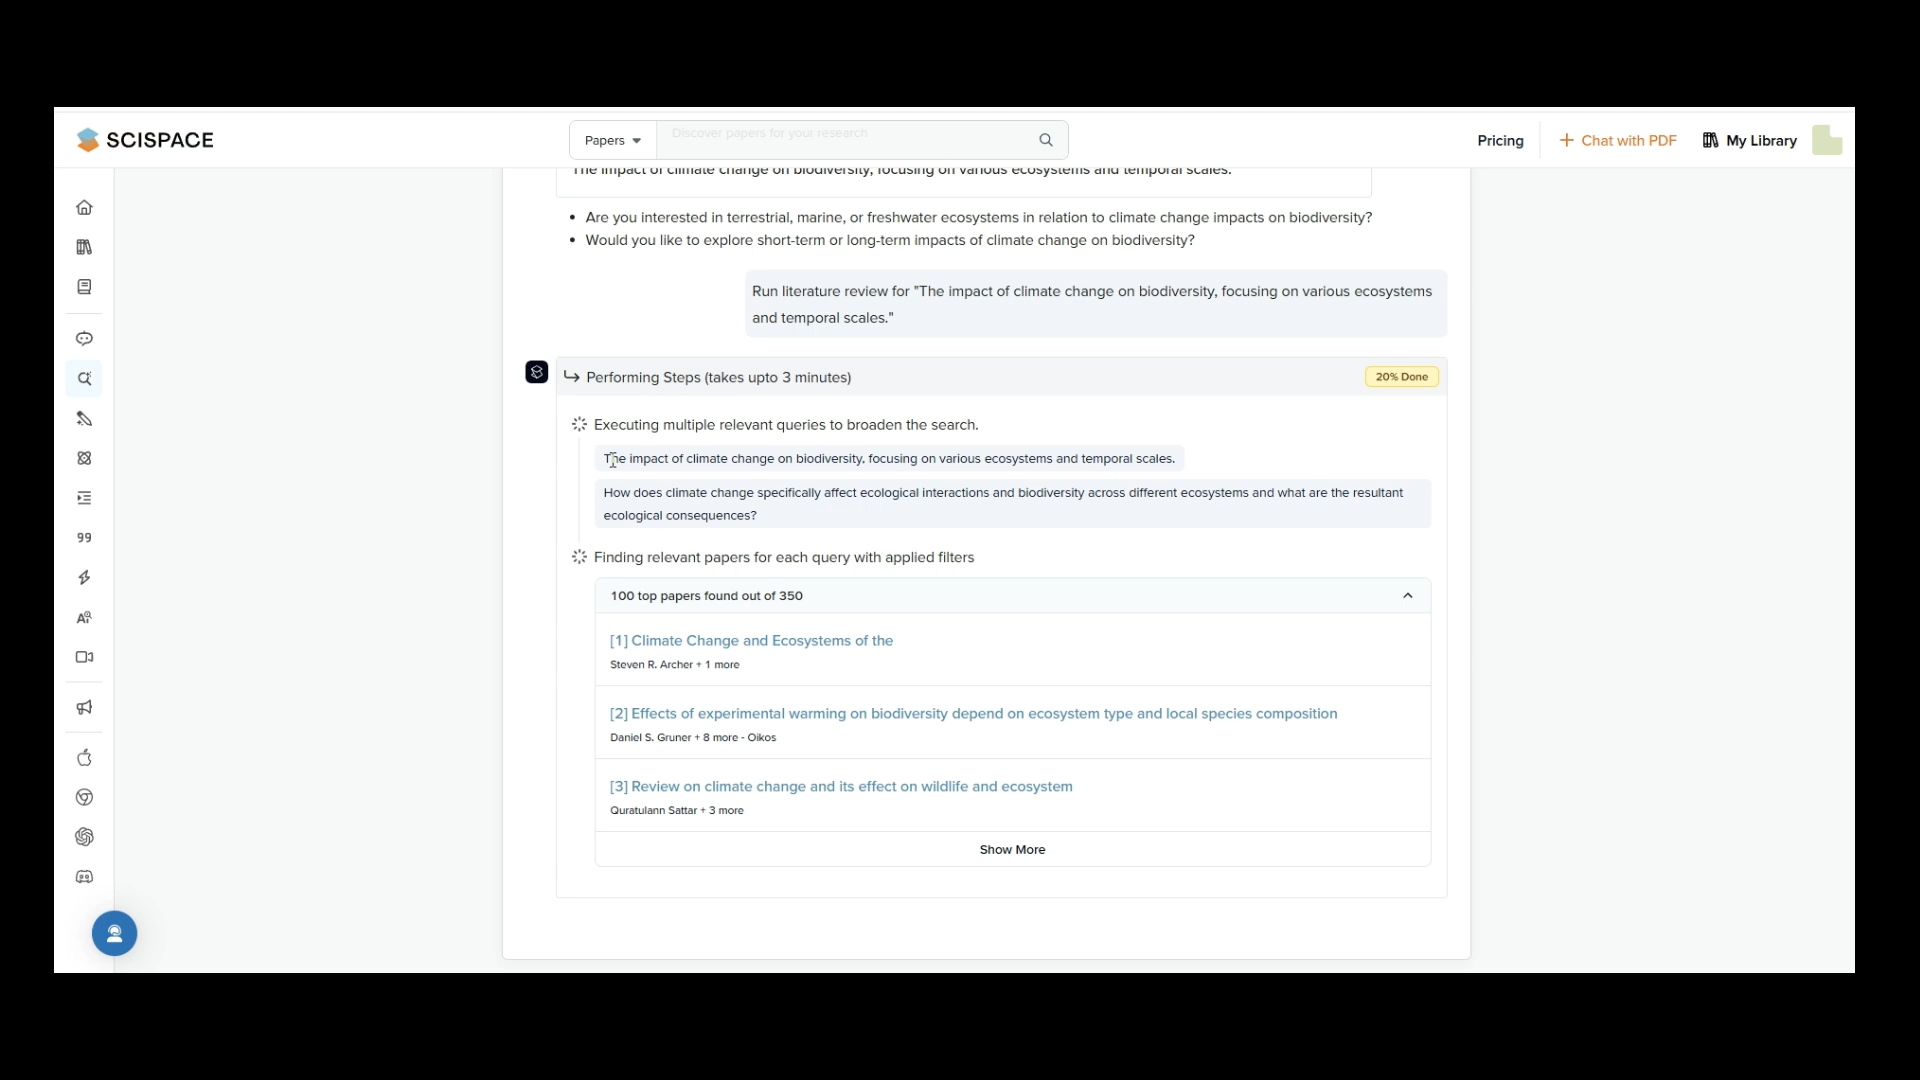 SCISPACE
Papers
Discover papers for your research
Pricing
Chat with PDF
My Library
The impact of climate change on biodiversity, focusing on various ecosystems and temporal scales.
• Are you interested in terrestrial, marine, or freshwater ecosystems in relation to climate change impacts on biodiversity?
• Would you like to explore short-term or long-term impacts of climate change on biodiversity?
Run literature review for "The impact of climate change on biodiversity, focusing on various ecosystems
and temporal scales."
Performing Steps (takes upto 3 minutes)
20% Done
Executing multiple relevant queries to broaden the search.
The impact of climate change on biodiversity, focusing on various ecosystems and temporal scales.
How does climate change specifically affect ecological interactions and biodiversity across different ecosystems and what are the resultant
ecological consequences?
Finding relevant papers for each query with applied filters
100 top papers found out of 350
[1] Climate Change and Ecosystems of the
Steven R. Archer + 1 more
[2] Effects of experimental warming on biodiversity depend on ecosystem type and local species composition
Daniel S. Gruner + 8 more - Oikos
[3] Review on climate change and its effect on wildlife and ecosystem
Quratulann Sattar + 3 more
Show More